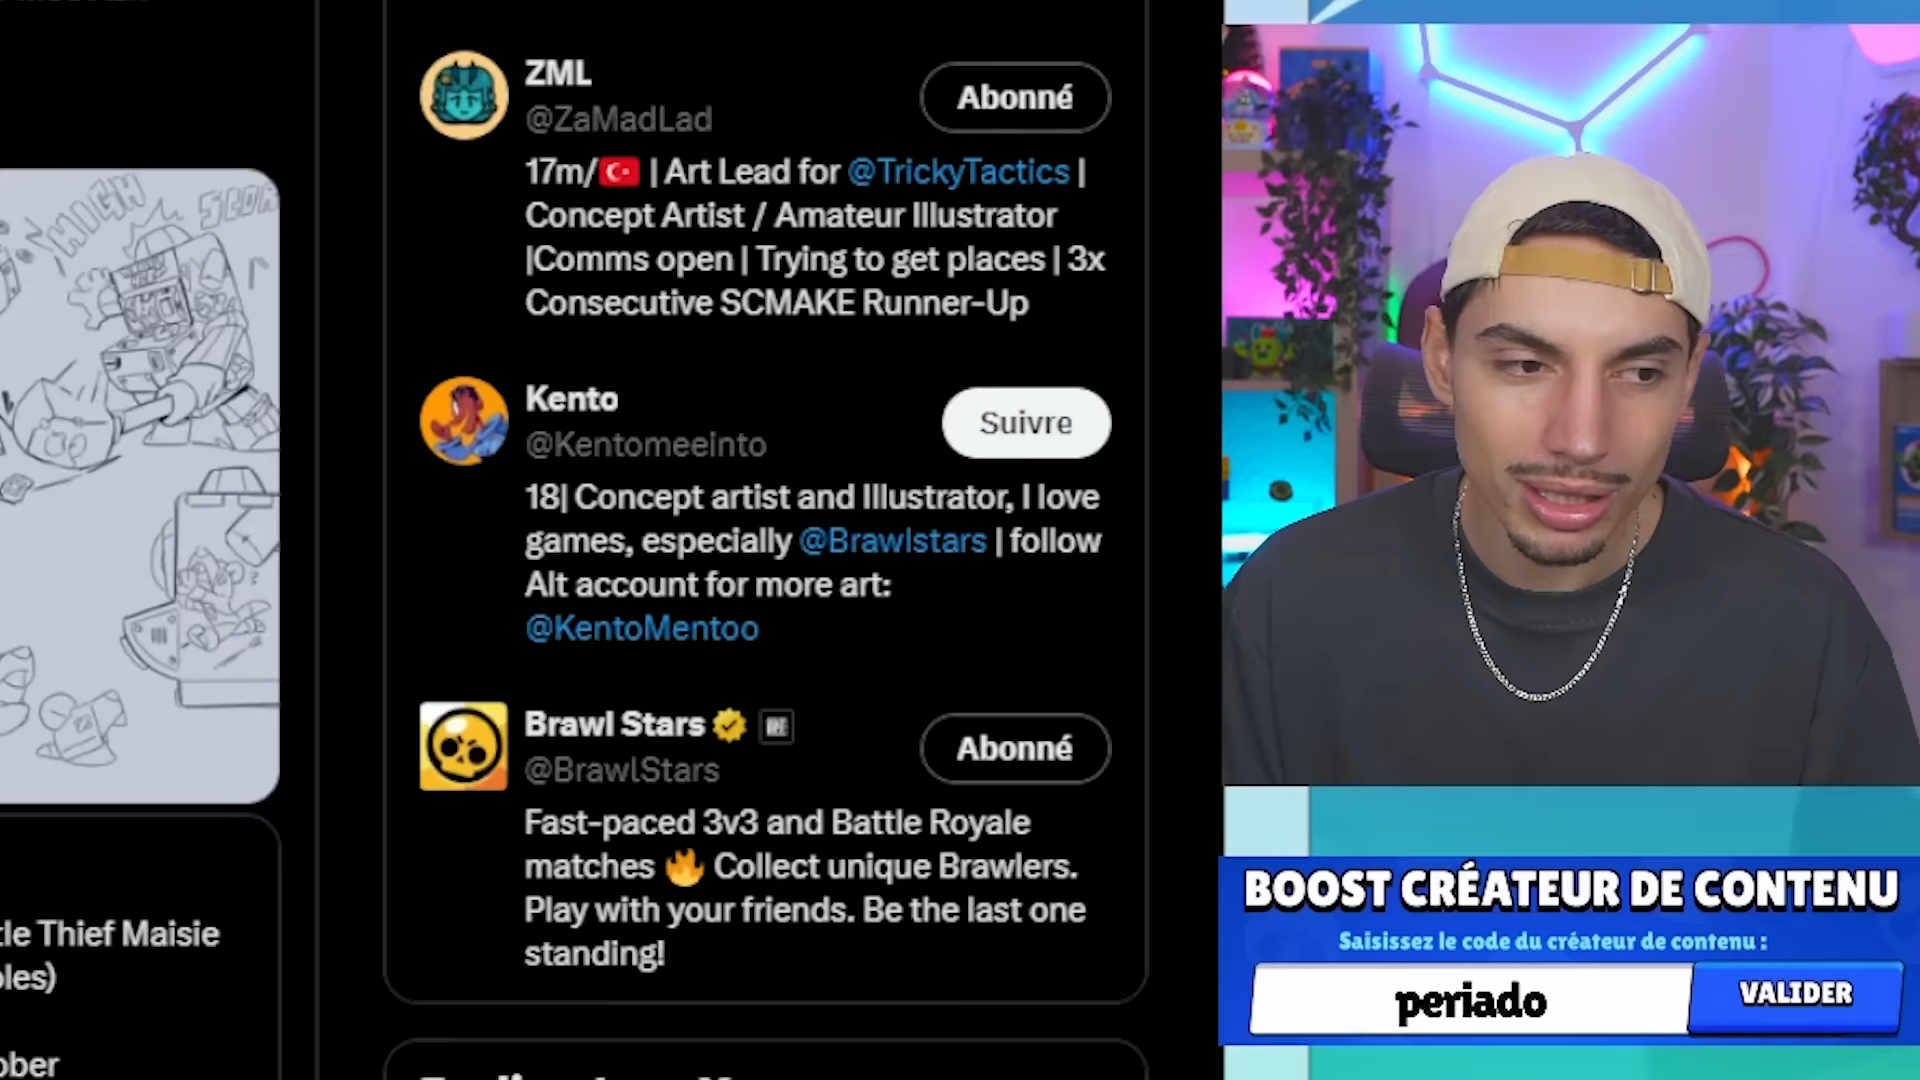 HIGH
tle Thief Maisie
oles)
ober
ZML
@ZaMadLad
Abonné
17m/🇹🇷 | Art Lead for @TrickyTactics |
Concept Artist / Amateur Illustrator
|Comms open | Trying to get places | 3x
Consecutive SCMAKE Runner-Up
Kento
@Kentomeeinto
Suivre
18| Concept artist and Illustrator, I love
games, especially @Brawlstars | follow
Alt account for more art:
@KentoMentoo
Brawl Stars
@BrawlStars
Abonné
Fast-paced 3v3 and Battle Royale
matches 🔥 Collect unique Brawlers.
Play with your friends. Be the last one
standing!
BOOST CRÉATEUR DE CONTENU
Saisissez le code du créateur de contenu :
periado
VALIDER